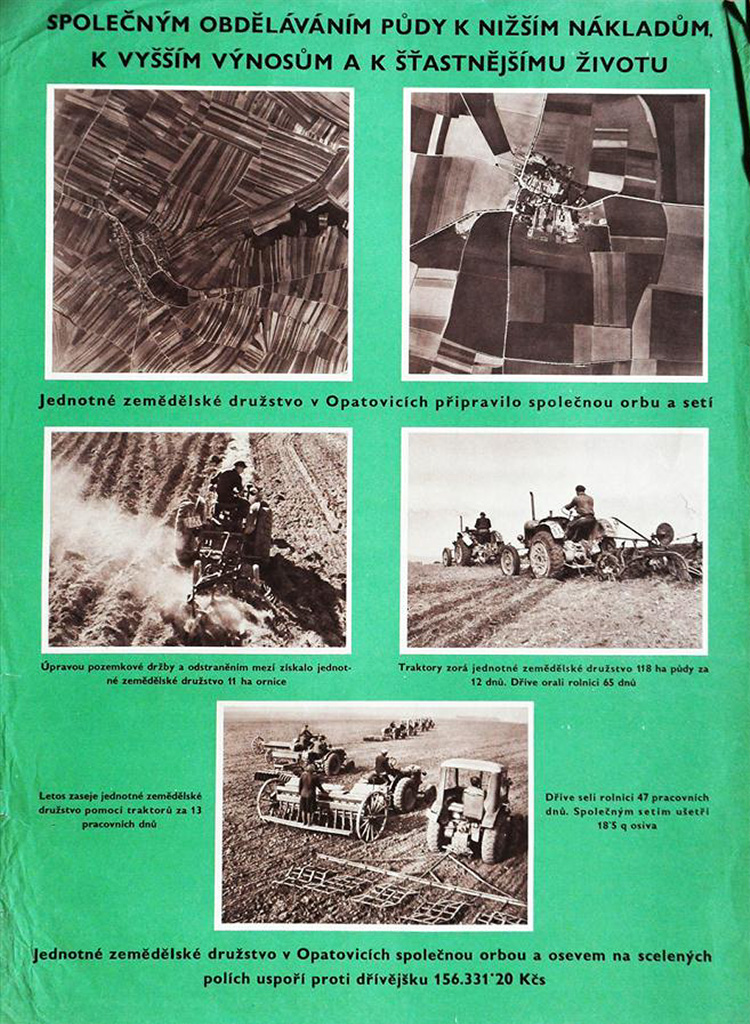 SPOLEČNÝM OBDĚLÁVÁNÍM PŮDY K NIŽŠÍM NÁKLADŮM,
K VYŠŠÍM VÝNOSŮM A K ŠŤASTNĚJŠÍMU ŽIVOTU
Jednotné zemědělské družstvo v Opatovicích připravilo společnou orbu a setí
Úpravou pozemkové držby a odstraněním mezí získalo jednot-
né zemědělské družstvo 11 ha ornice
Traktory zorá jednotné zemědělské družstvo 118 ha půdy za
12 dnů. Dříve orali rolníci 65 dnů
Letos zaseje jednotné zemědělské
družstvo pomocí traktorů za 13
pracovních dnů
Dříve seli rolníci 47 pracovních
dnů. Společným setím ušetří
18˙5 q osiva
Jednotné zemědělské družstvo v Opatovicích společnou orbou a osevem na scelených
polích uspoří proti dřívějšku 156.331˙20 Kčs